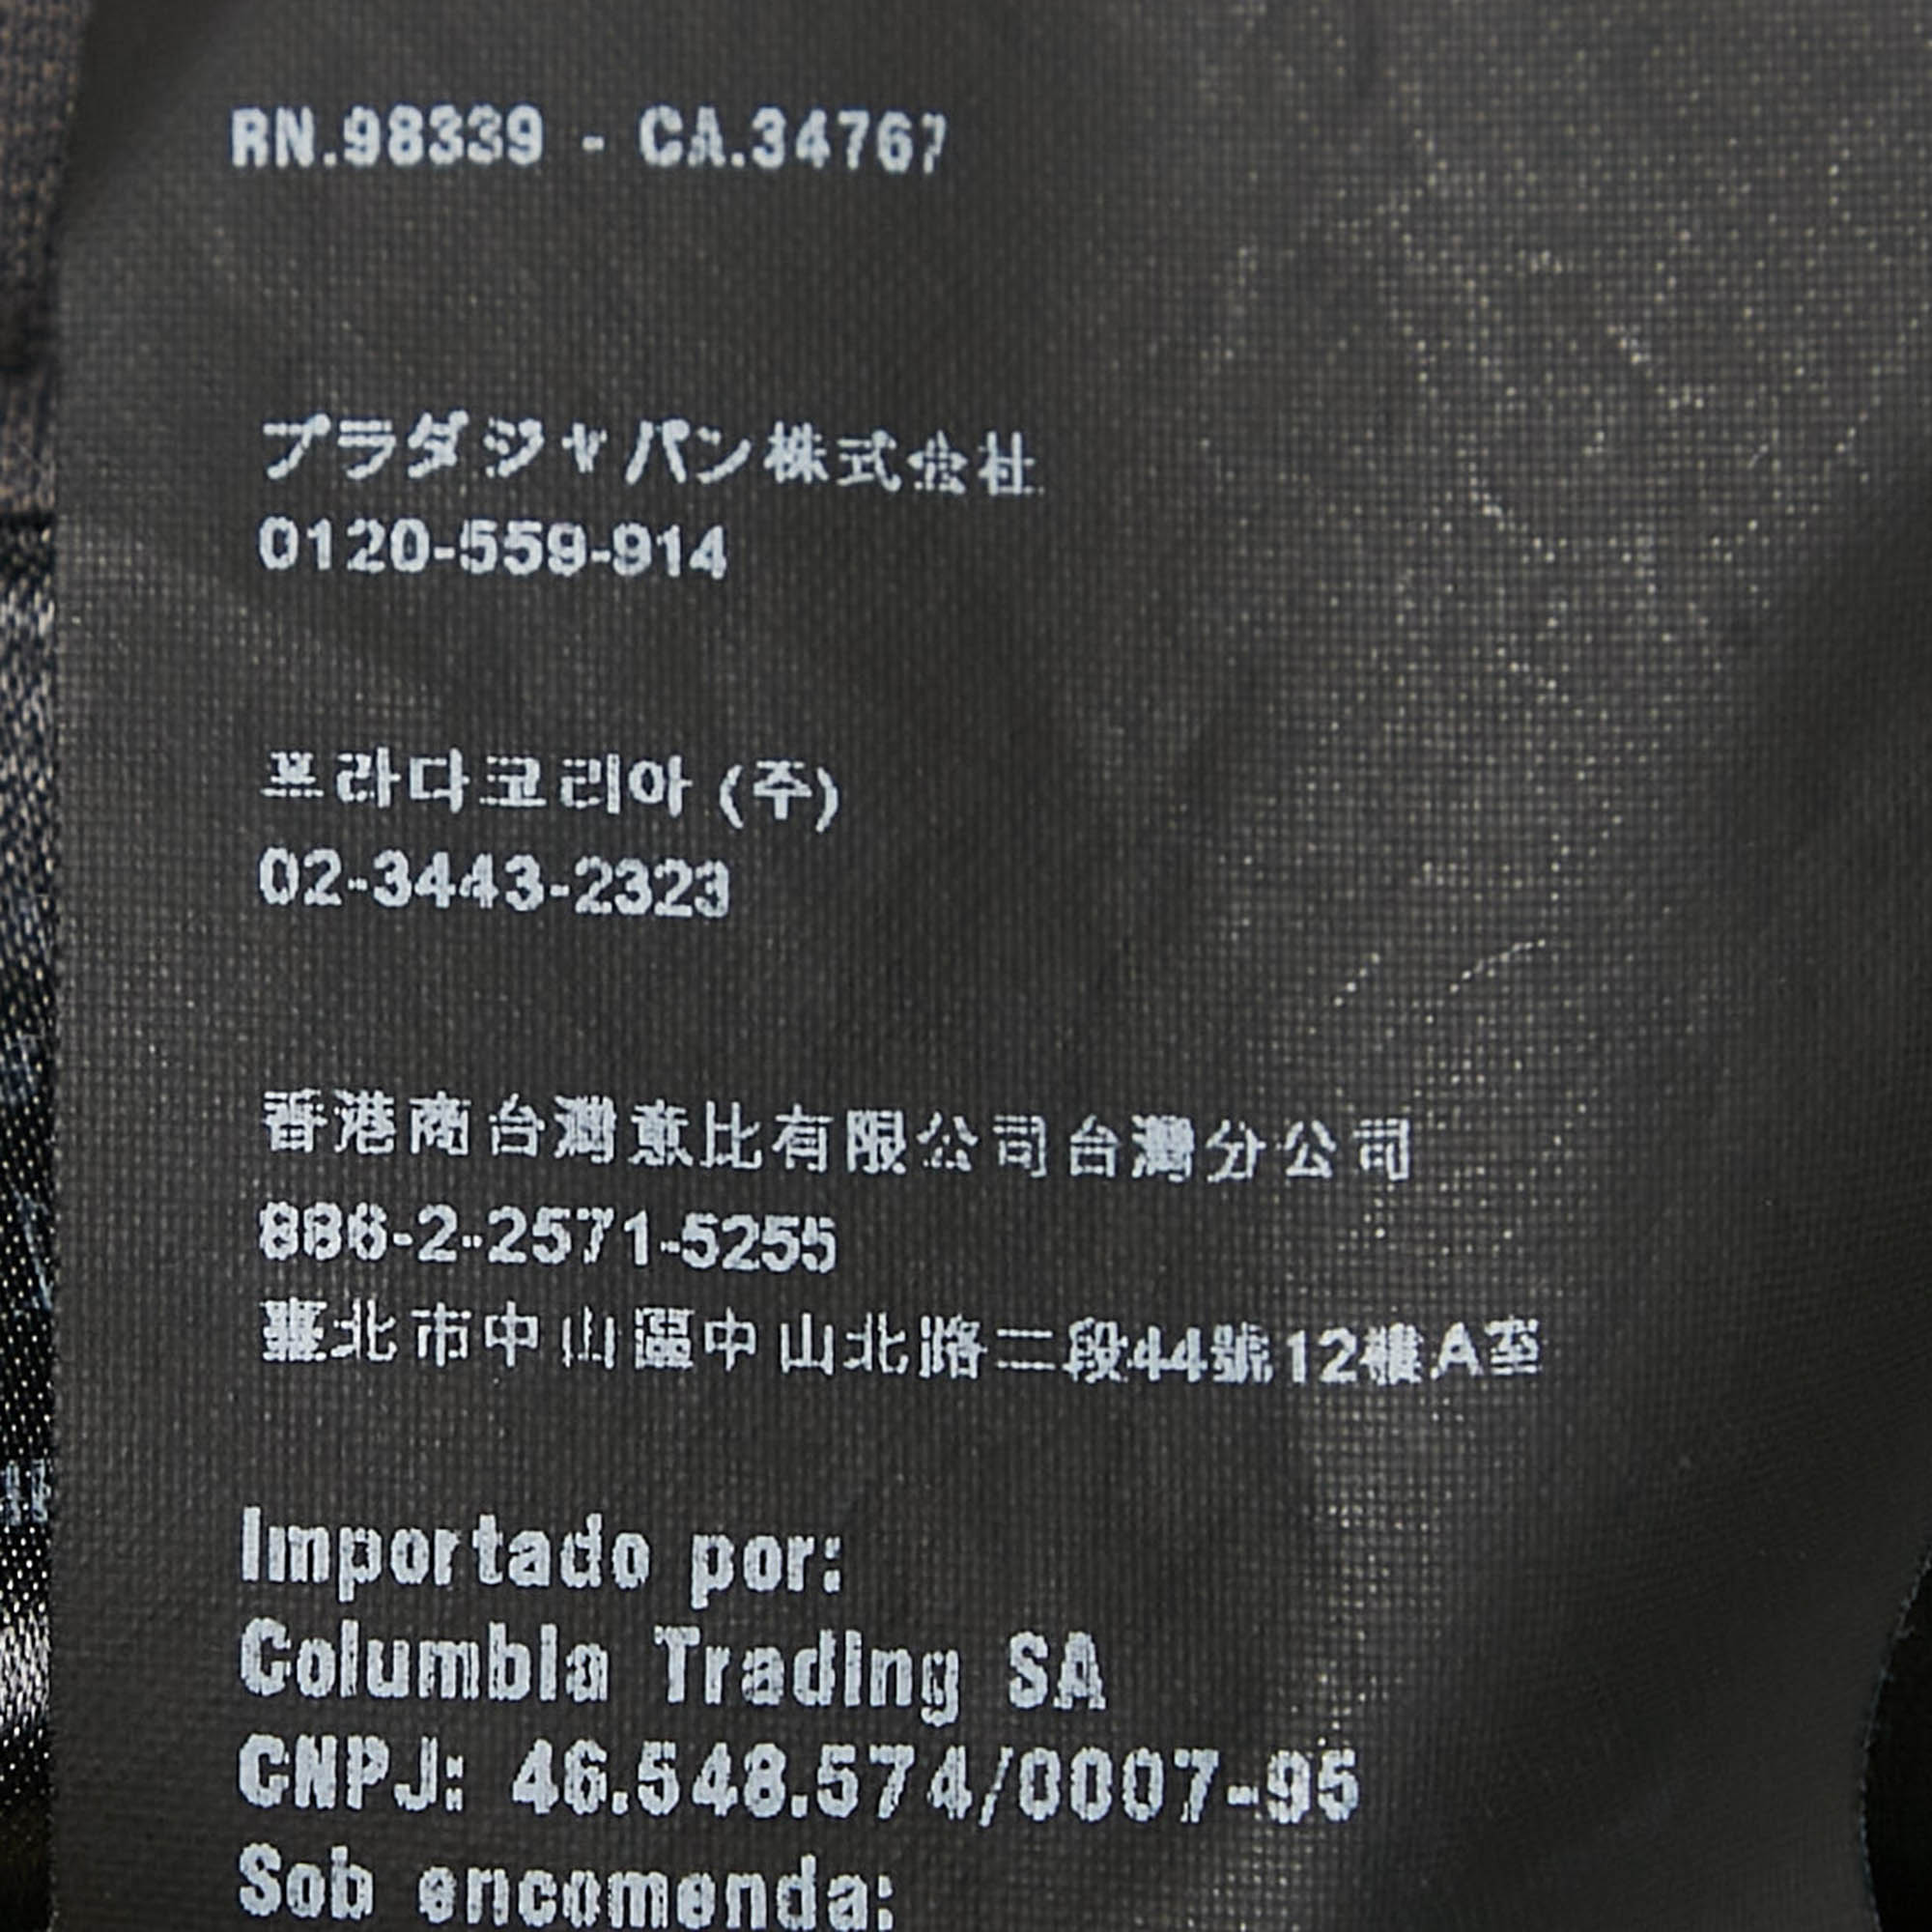 RN.98339 - CA.34767
プラダジャパン株式会社
0120-559-914
프라다코리아 (주)
02-3443-2323
香港商台灣意比有限公司台灣分公司
886-2-2571-5255
臺北市中山區中山北路二段44號12樓A室
Importado por:
Columbia Trading SA
CNPJ: 46.548.574/0007-95
Sob encomenda: